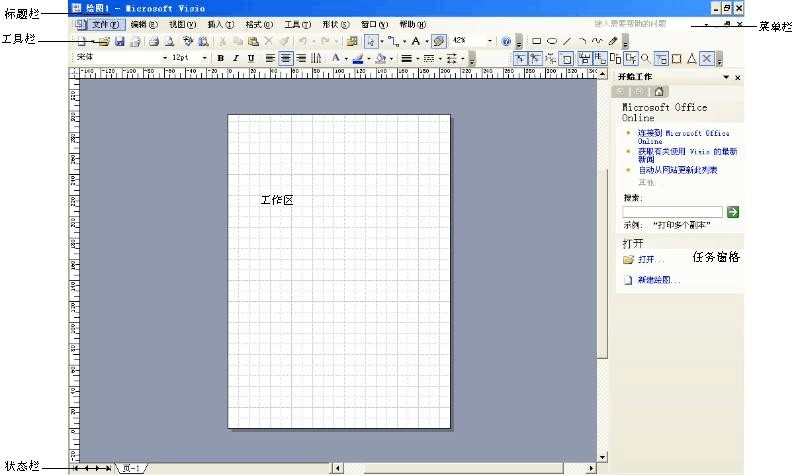 标题栏
绘图1 - Microsoft Visio
文件(F) 编辑(E) 视图(V) 插入(I) 格式(O) 工具(T) 形状(S) 窗口(W) 帮助(H) 键入需要帮助的问题
菜单栏
工具栏
42%
宋体 12pt
开始工作
Microsoft Office
Online
连接到 Microsoft Office
Online
获取有关使用 Visio 的最新
新闻
自动从网站更新此列表
其他...
搜索:
示例: “打印多个副本”
打开
打开...
任务窗格
新建绘图...
工作区
状态栏
页-1